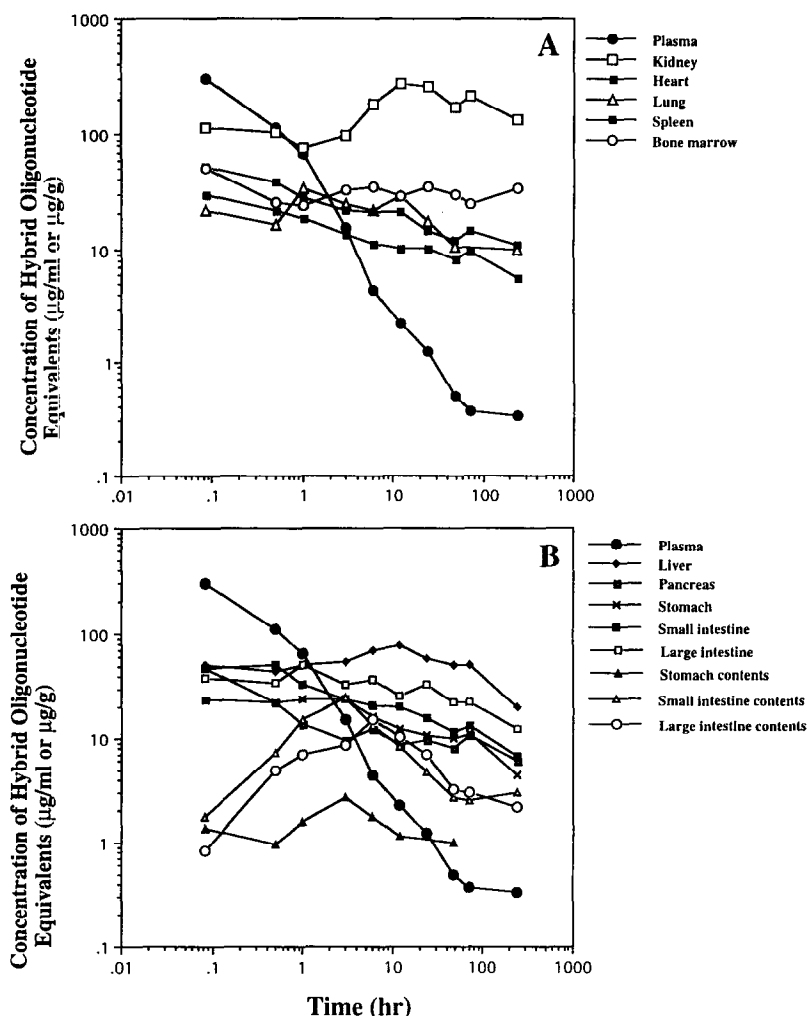 A
1000
100
10
1
.1
.01
.1
1
10
100
1000
Concentration of Hybrid Oligonucleotide
Equivalents (µg/ml or µg/g)
Plasma
Kidney
Heart
Lung
Spleen
Bone marrow
B
1000
100
10
1
.1
.01
.1
1
10
100
1000
Concentration of Hybrid Oligonucleotide
Equivalents (µg/ml or µg/g)
Plasma
Liver
Pancreas
Stomach
Small intestine
Large intestine
Stomach contents
Small intestine contents
Large intestine contents
Time (hr)